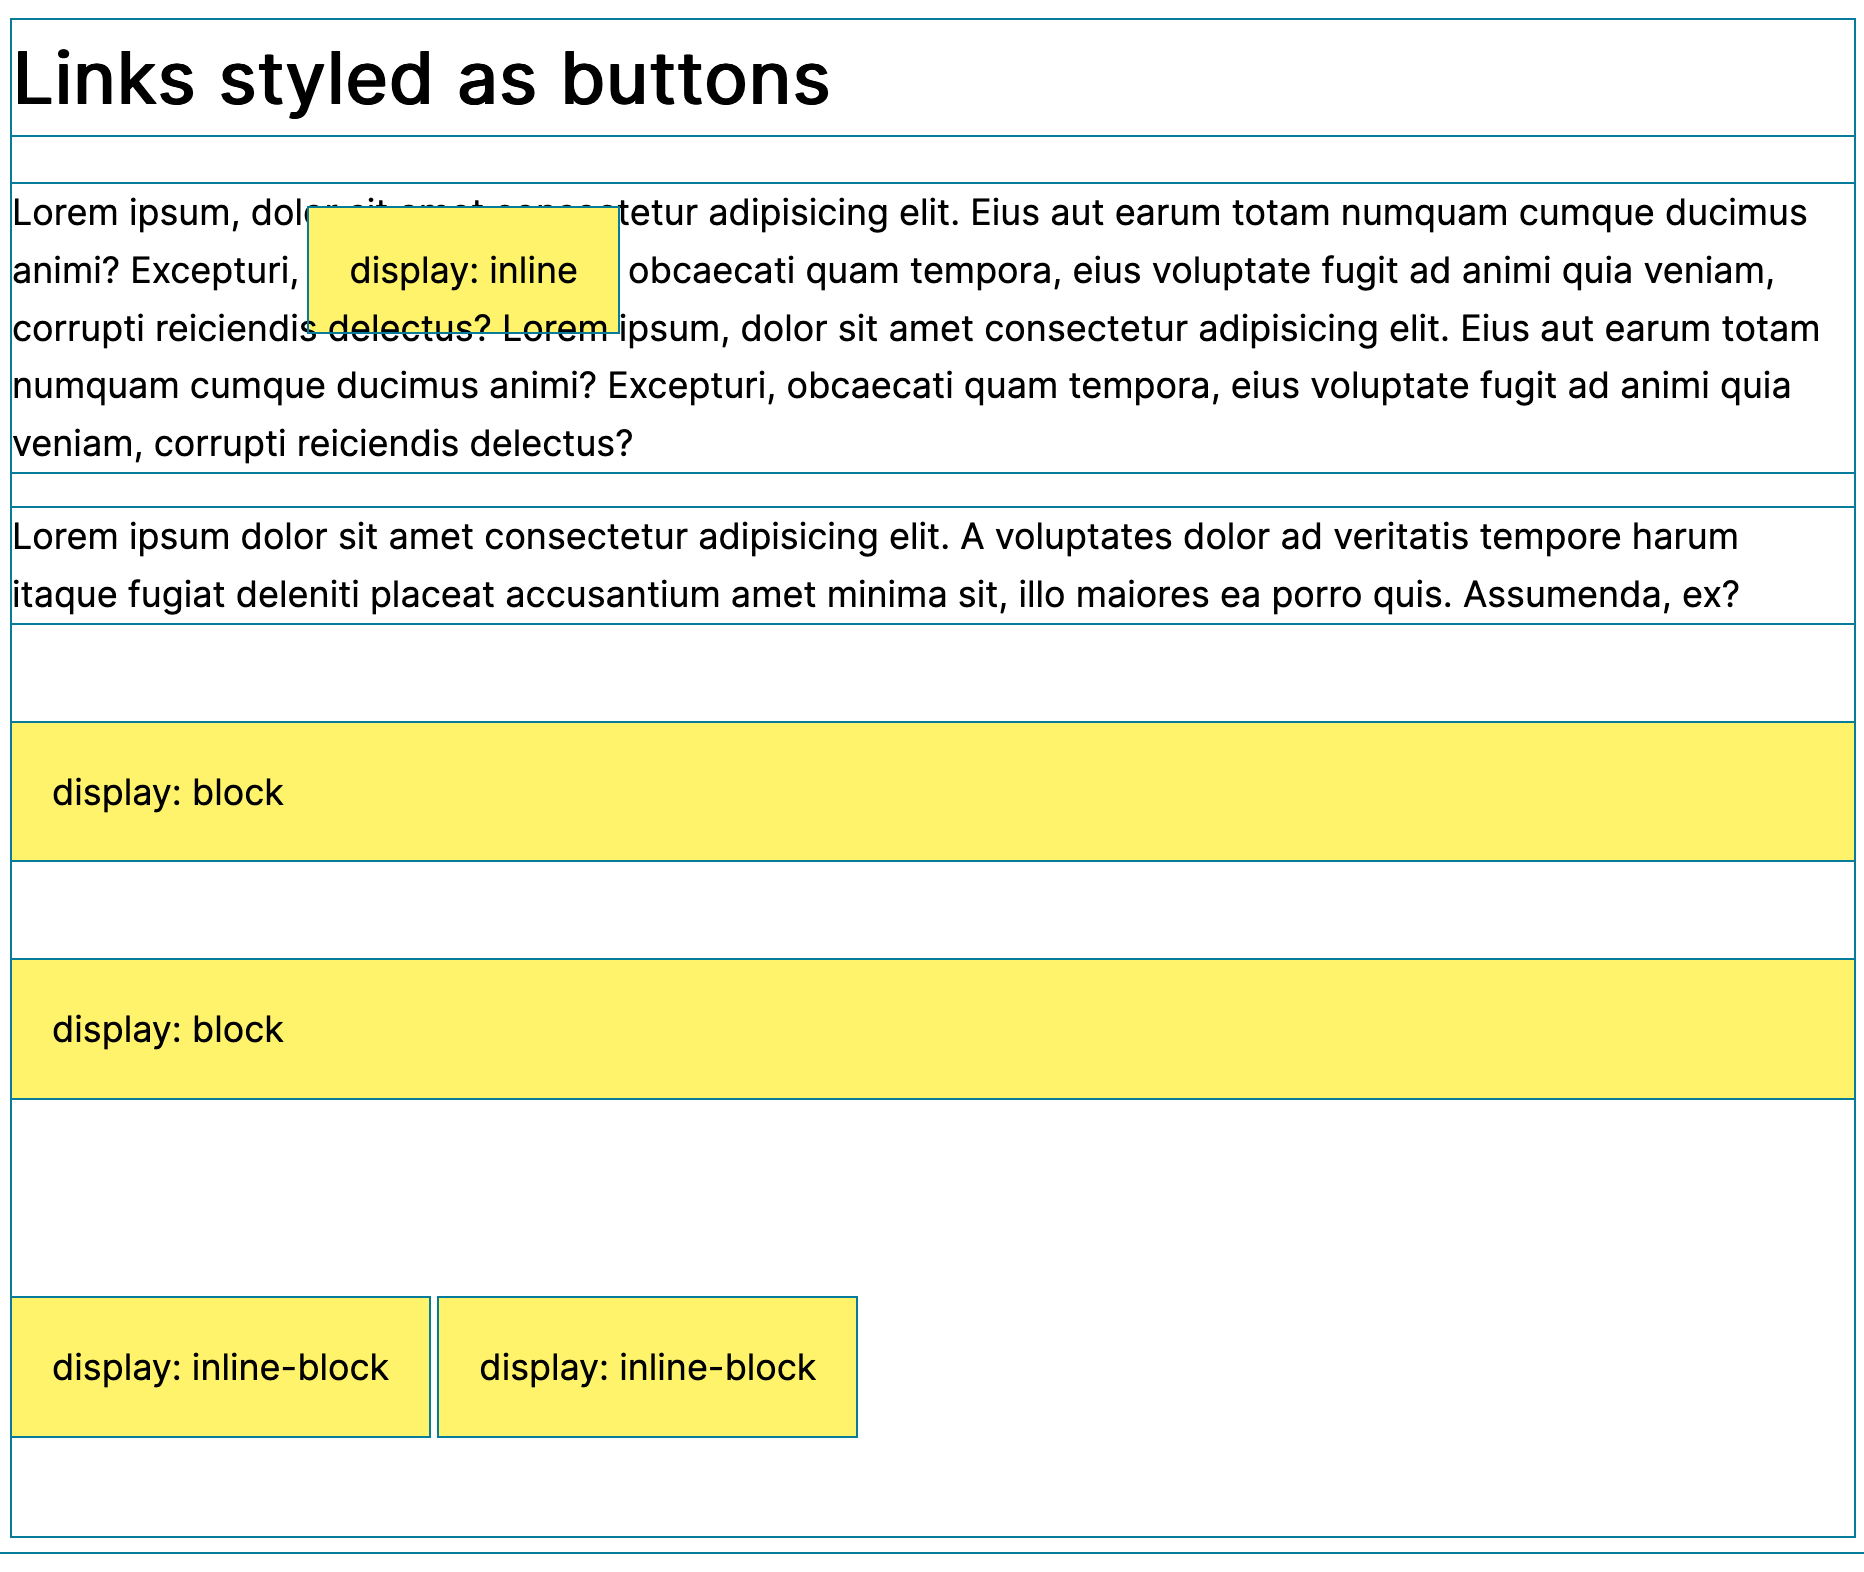 Links styled as buttons
Lorem ipsum, dolor sit amet consectetur adipisicing elit. Eius aut earum totam numquam cumque ducimus
animi? Excepturi, display: inline obcaecati quam tempora, eius voluptate fugit ad animi quia veniam,
corrupti reiciendis delectus? Lorem ipsum, dolor sit amet consectetur adipisicing elit. Eius aut earum totam
numquam cumque ducimus animi? Excepturi, obcaecati quam tempora, eius voluptate fugit ad animi quia
veniam, corrupti reiciendis delectus?
Lorem ipsum dolor sit amet consectetur adipisicing elit. A voluptates dolor ad veritatis tempore harum
itaque fugiat deleniti placeat accusantium amet minima sit, illo maiores ea porro quis. Assumenda, ex?
display: block
display: block
display: inline-block display: inline-block